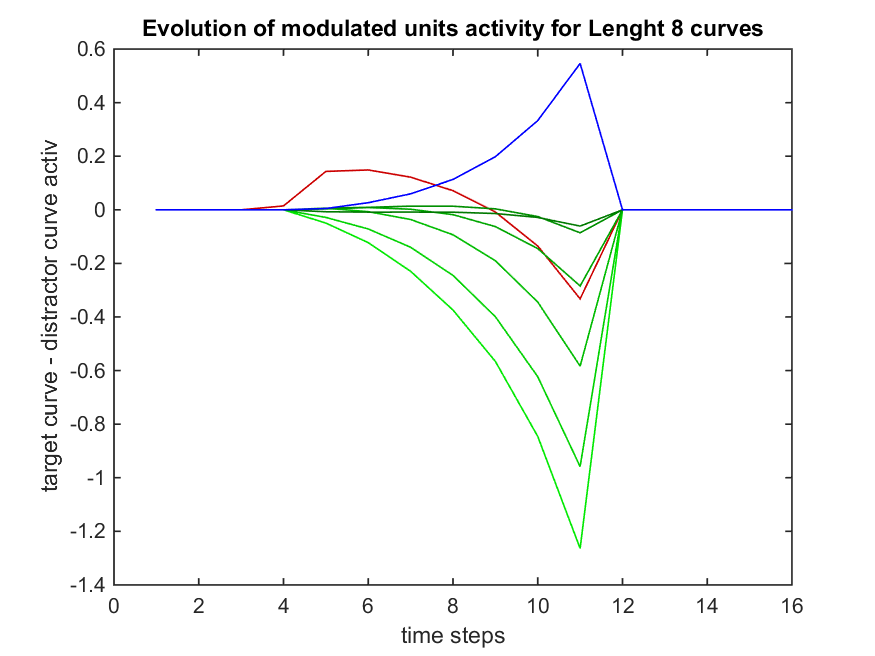 Evolution of modulated units activity for Lenght 8 curves
0.6
0.4
0.2
0
-0.2
-0.4
-0.6
-0.8
-1
-1.2
-1.4
target curve - distractor curve activ
0 2 4 6 8 10 12 14 16
time steps